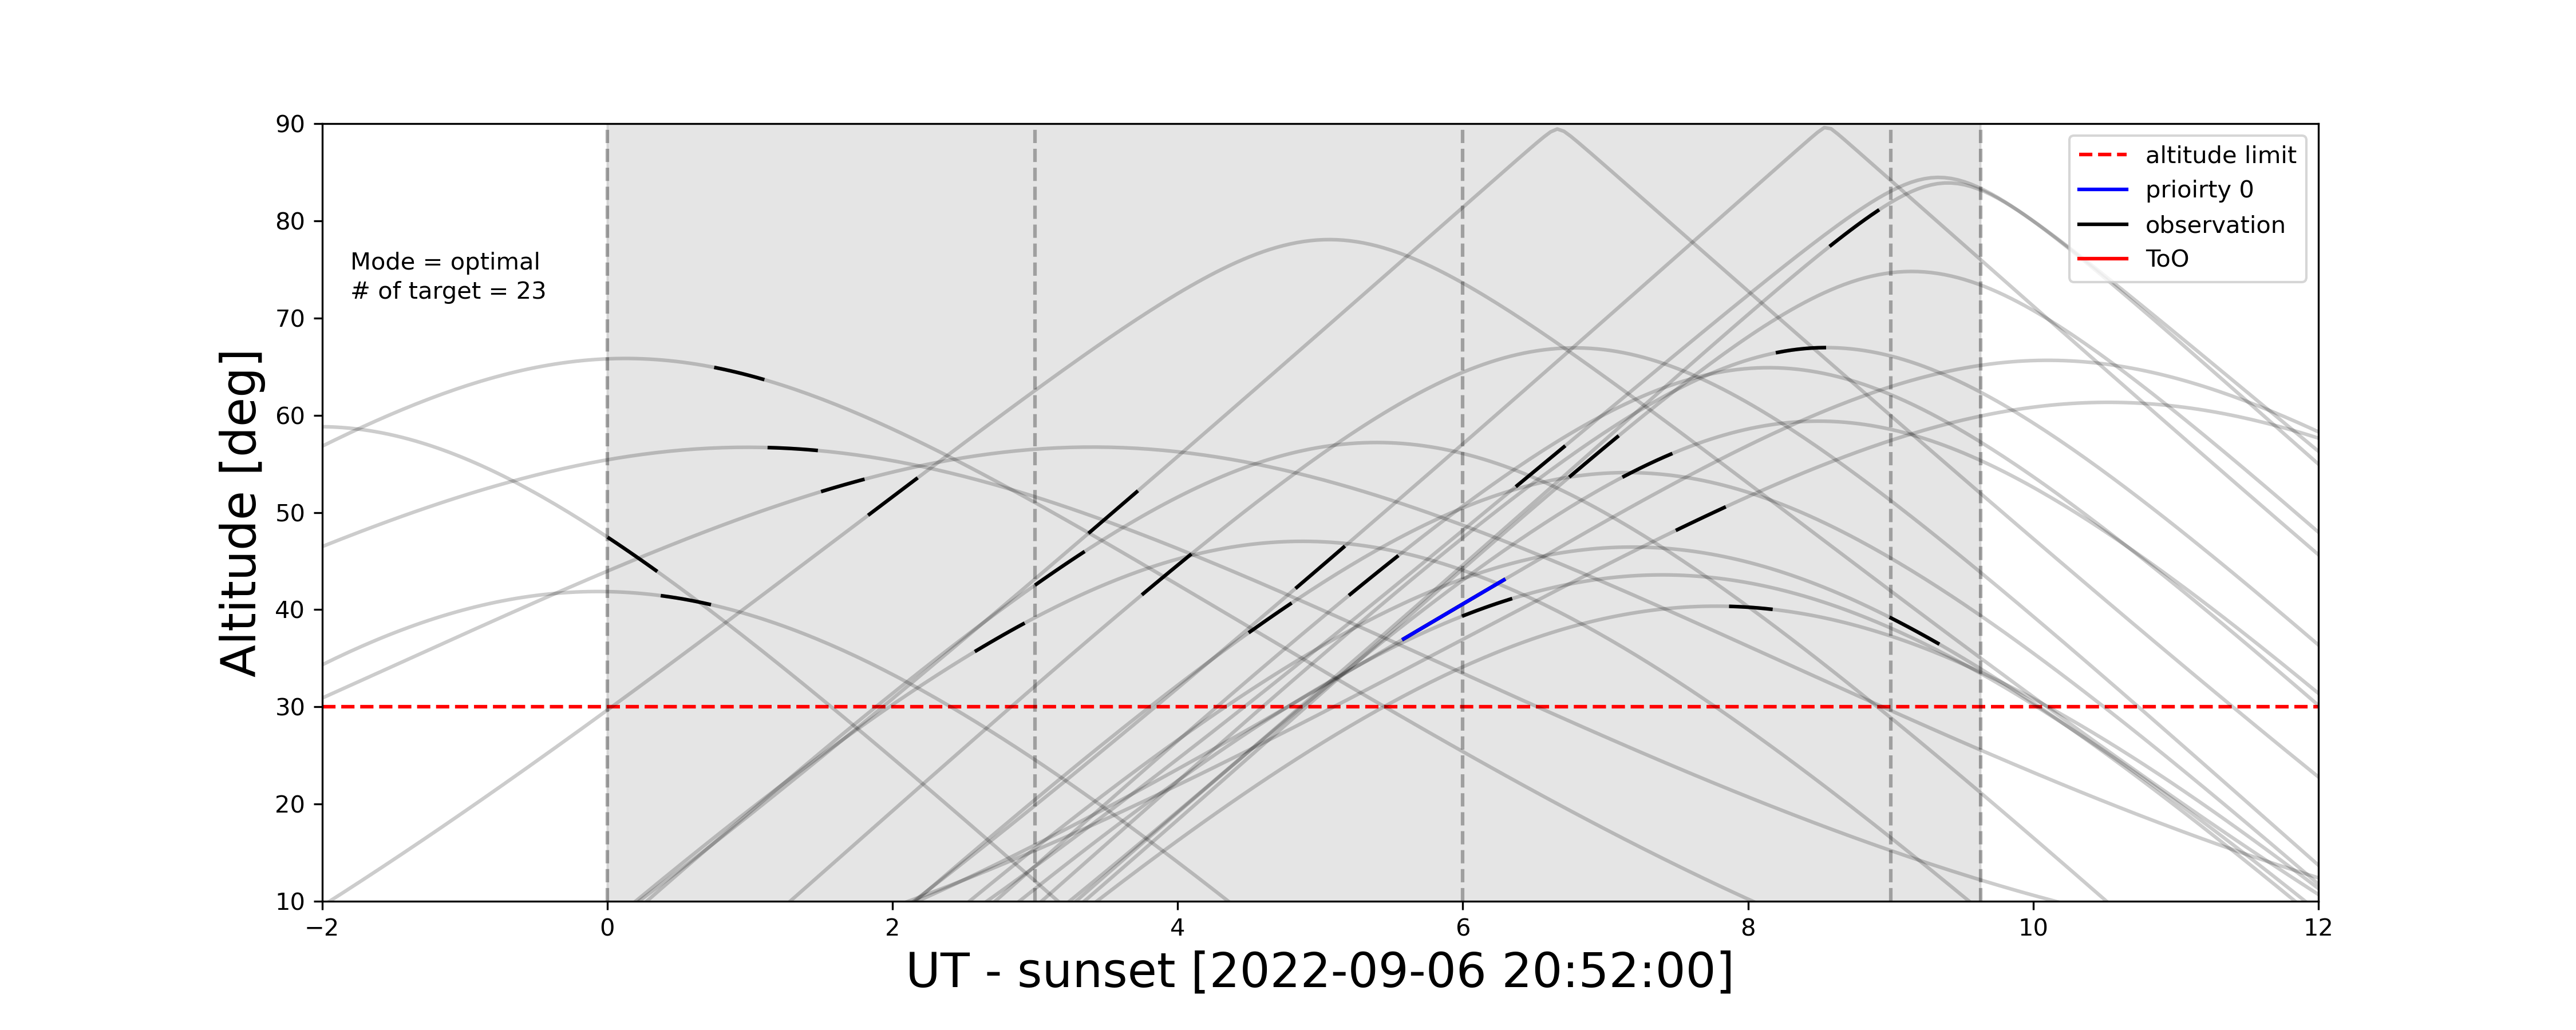 90
80
70
60
50
40
30
20
10
Altitude [deg]
Mode = optimal
# of target = 23
altitude limit
prioirty 0
observation
ToO
−2 0 2 4 6 8 10 12
UT - sunset [2022-09-06 20:52:00]